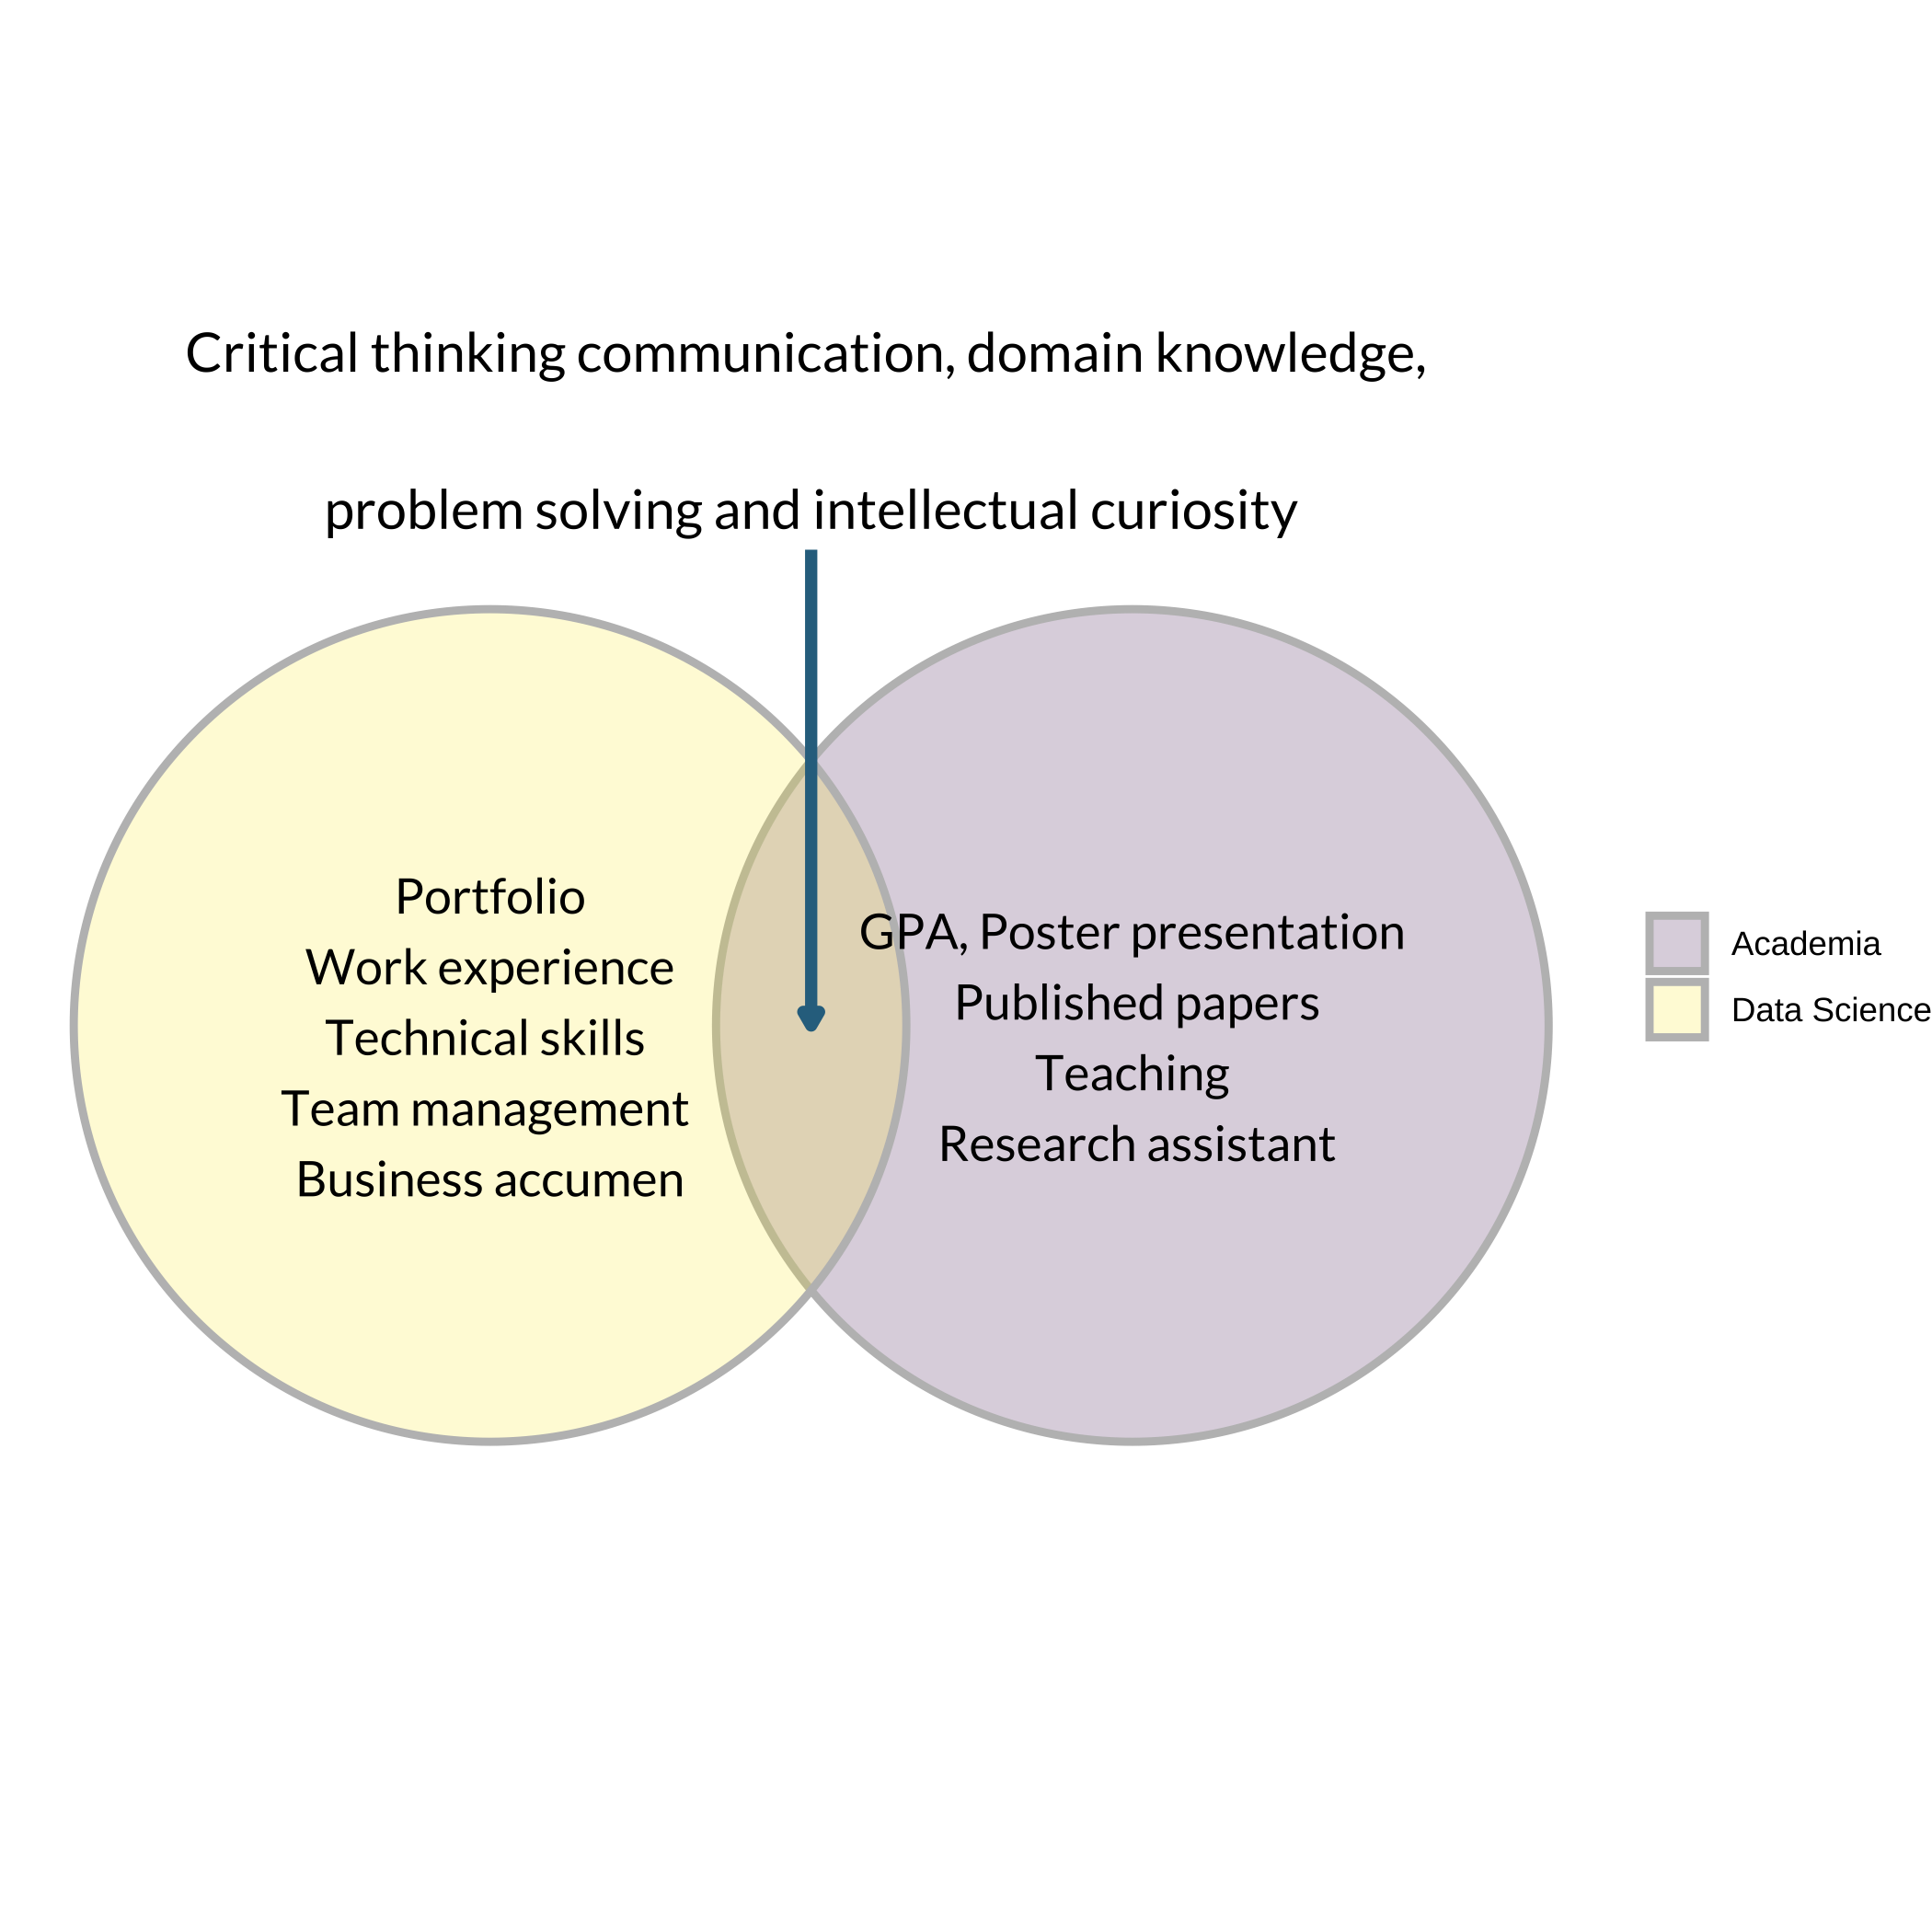 Critical thinking communication, domain knowledge,
problem solving and intellectual curiosity
Portfolio
Work experience
Technical skills
Team management
Business accumen
GPA, Poster presentation
Published papers
Teaching
Research assistant
Academia
Data Science